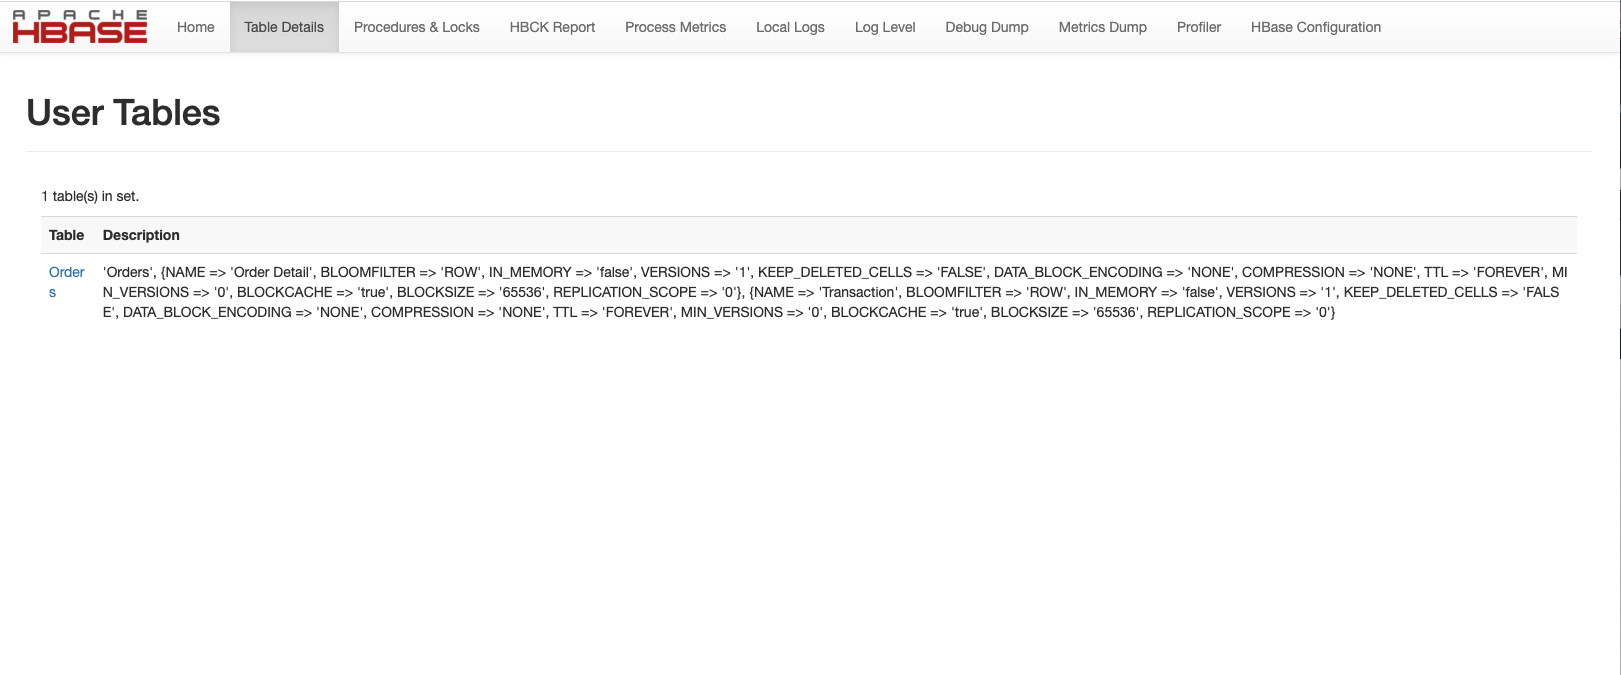 APACHE
HBASE
Home Table Details Procedures & Locks HBCK Report Process Metrics Local Logs Log Level Debug Dump Metrics Dump Profiler HBase Configuration
User Tables
1 table(s) in set.
Table Description
Order 'Orders', {NAME => 'Order Detail', BLOOMFILTER => 'ROW', IN_MEMORY => 'false', VERSIONS => '1', KEEP_DELETED_CELLS => 'FALSE', DATA_BLOCK_ENCODING => 'NONE', COMPRESSION => 'NONE', TTL => 'FOREVER', MI
s N_VERSIONS => '0', BLOCKCACHE => 'true', BLOCKSIZE => '65536', REPLICATION_SCOPE => '0'}, {NAME => 'Transaction', BLOOMFILTER => 'ROW', IN_MEMORY => 'false', VERSIONS => '1', KEEP_DELETED_CELLS => 'FALS
E', DATA_BLOCK_ENCODING => 'NONE', COMPRESSION => 'NONE', TTL => 'FOREVER', MIN_VERSIONS => '0', BLOCKCACHE => 'true', BLOCKSIZE => '65536', REPLICATION_SCOPE => '0'}